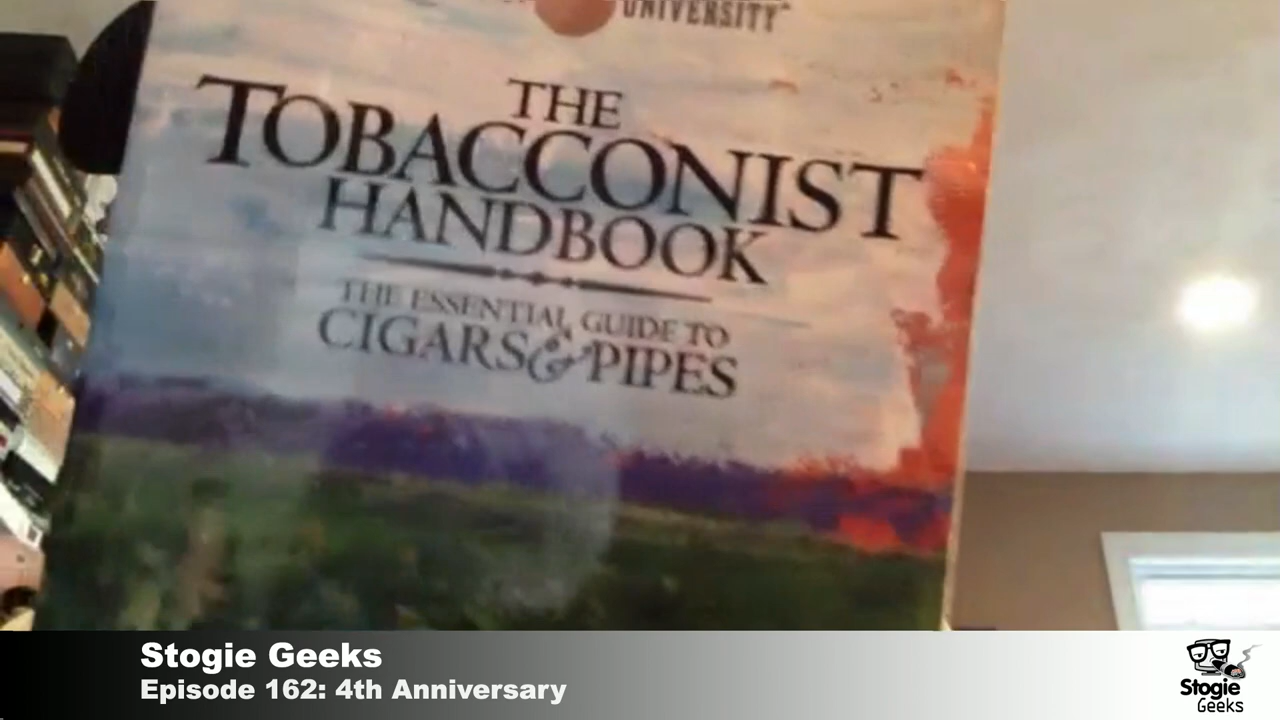 UNIVERSITY
THE
TOBACCONIST
HANDBOOK
THE ESSENTIAL GUIDE TO
CIGARS & PIPES
Stogie Geeks
Episode 162: 4th Anniversary
Stogie
Geeks